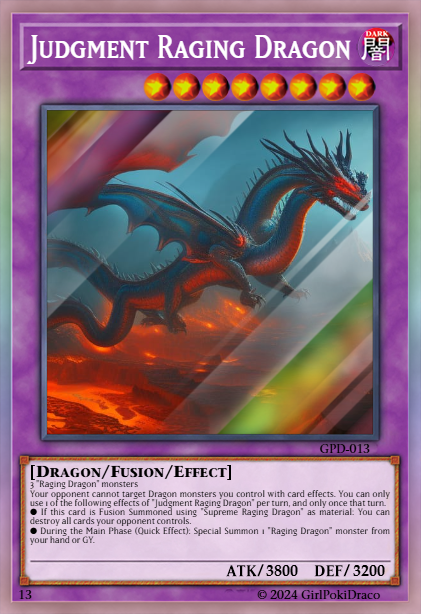 Judgment Raging Dragon
DARK
闇
GPD-013
[Dragon/Fusion/Effect]
3 "Raging Dragon" monsters
Your opponent cannot target Dragon monsters you control with card effects. You can only
use 1 of the following effects of "Judgment Raging Dragon" per turn, and only once that turn.
● If this card is Fusion Summoned using "Supreme Raging Dragon" as material: You can
destroy all cards your opponent controls.
● During the Main Phase (Quick Effect): Special Summon 1 "Raging Dragon" monster from
your hand or GY.
ATK/3800 DEF/3200
13 © 2024 GirlPokiDraco